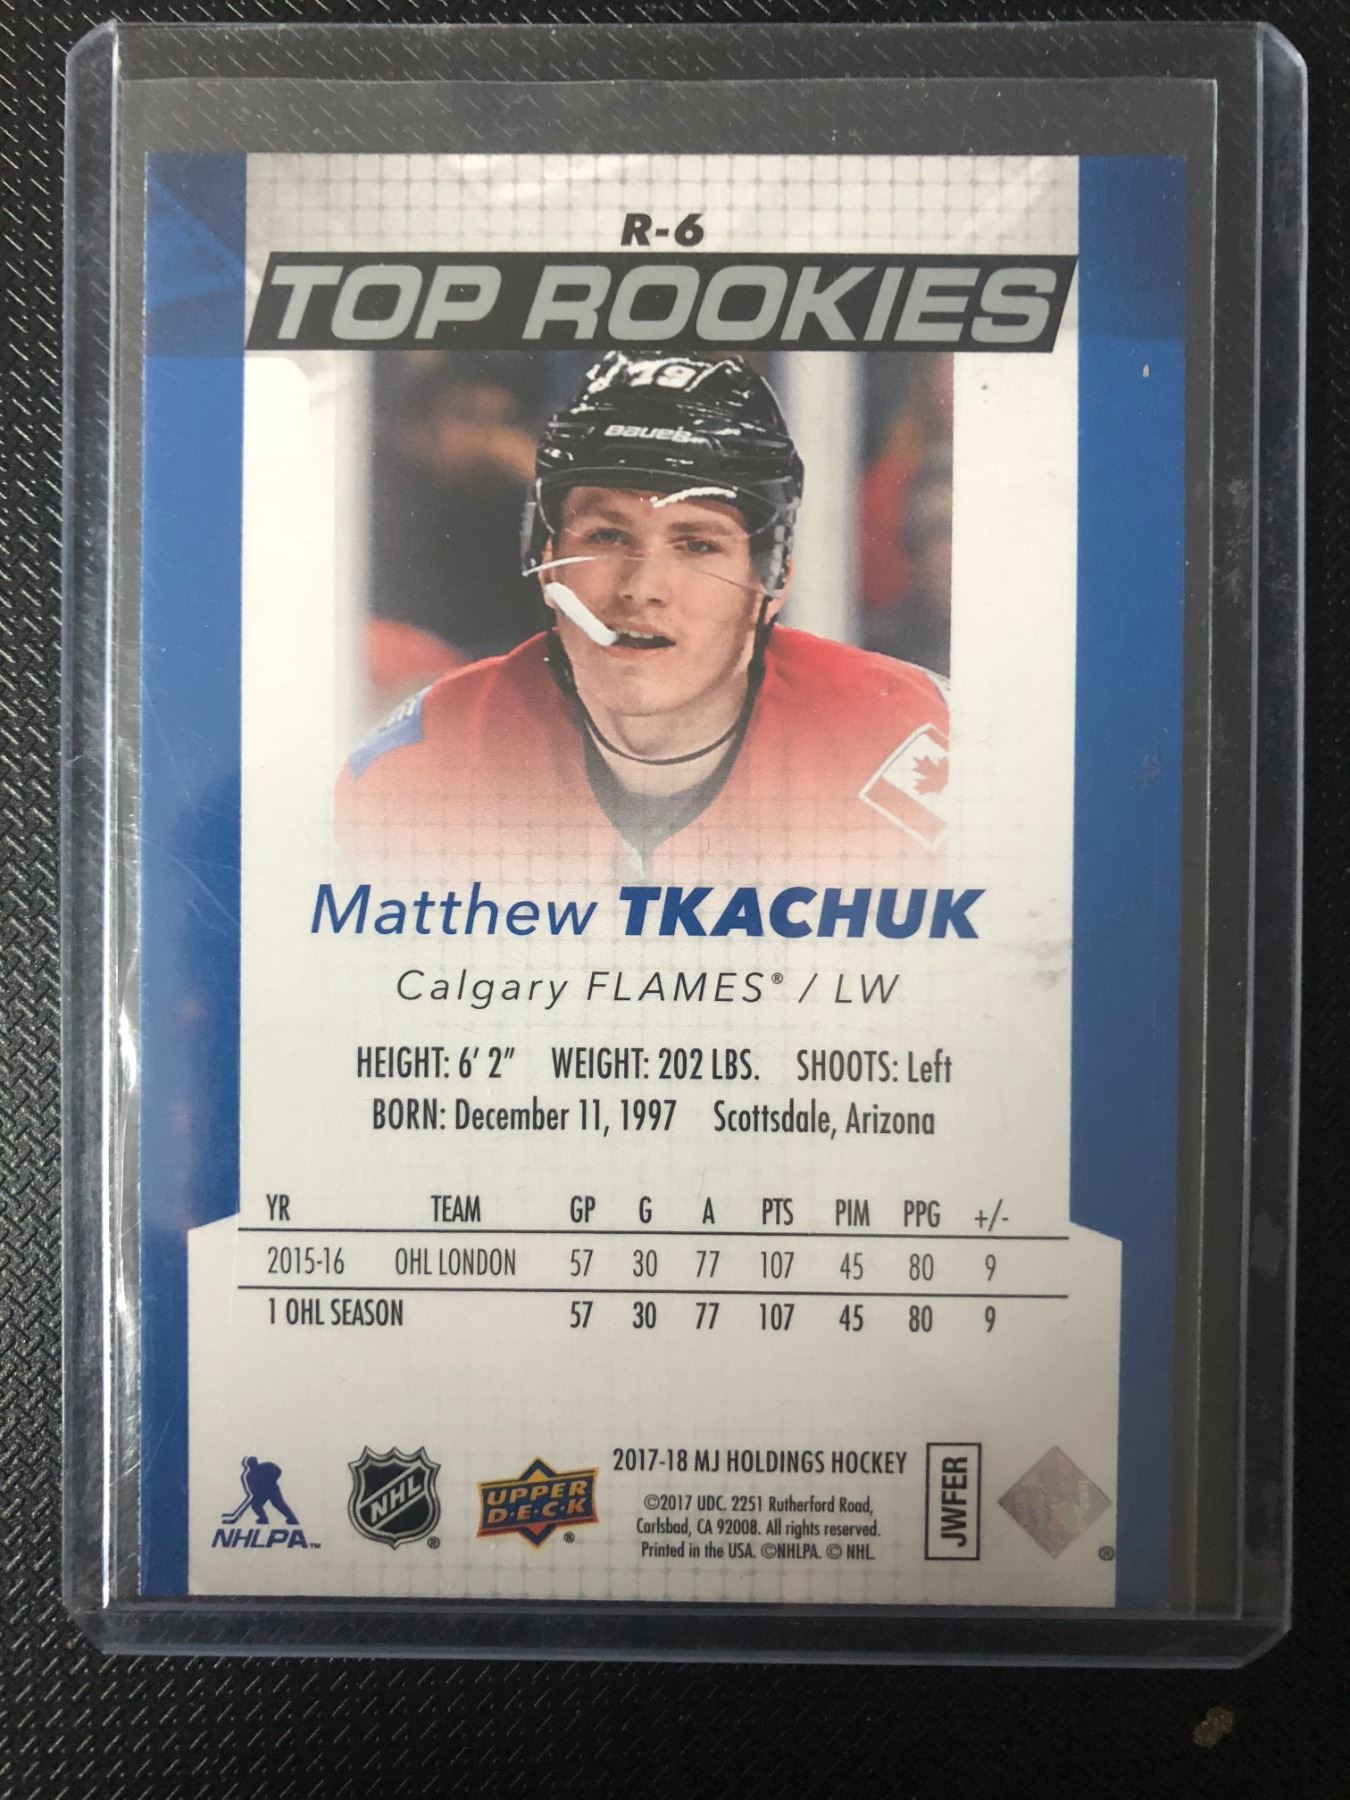 R-6
TOP ROOKIES
19
BAUER
Matthew TKACHUK
Calgary FLAMES® / LW
HEIGHT: 6' 2" WEIGHT: 202 LBS. SHOOTS: Left
BORN: December 11, 1997 Scottsdale, Arizona
YR TEAM GP G A PTS PIM PPG +/-
2015-16 OHL LONDON 57 30 77 107 45 80 9
1 OHL SEASON 57 30 77 107 45 80 9
NHLPA™
NHL®
UPPER
D·E·C·K®
2017-18 MJ HOLDINGS HOCKEY
©2017 UDC. 2251 Rutherford Road,
Carlsbad, CA 92008. All rights reserved.
Printed in the USA. ©NHLPA. © NHL.
JWFER
®